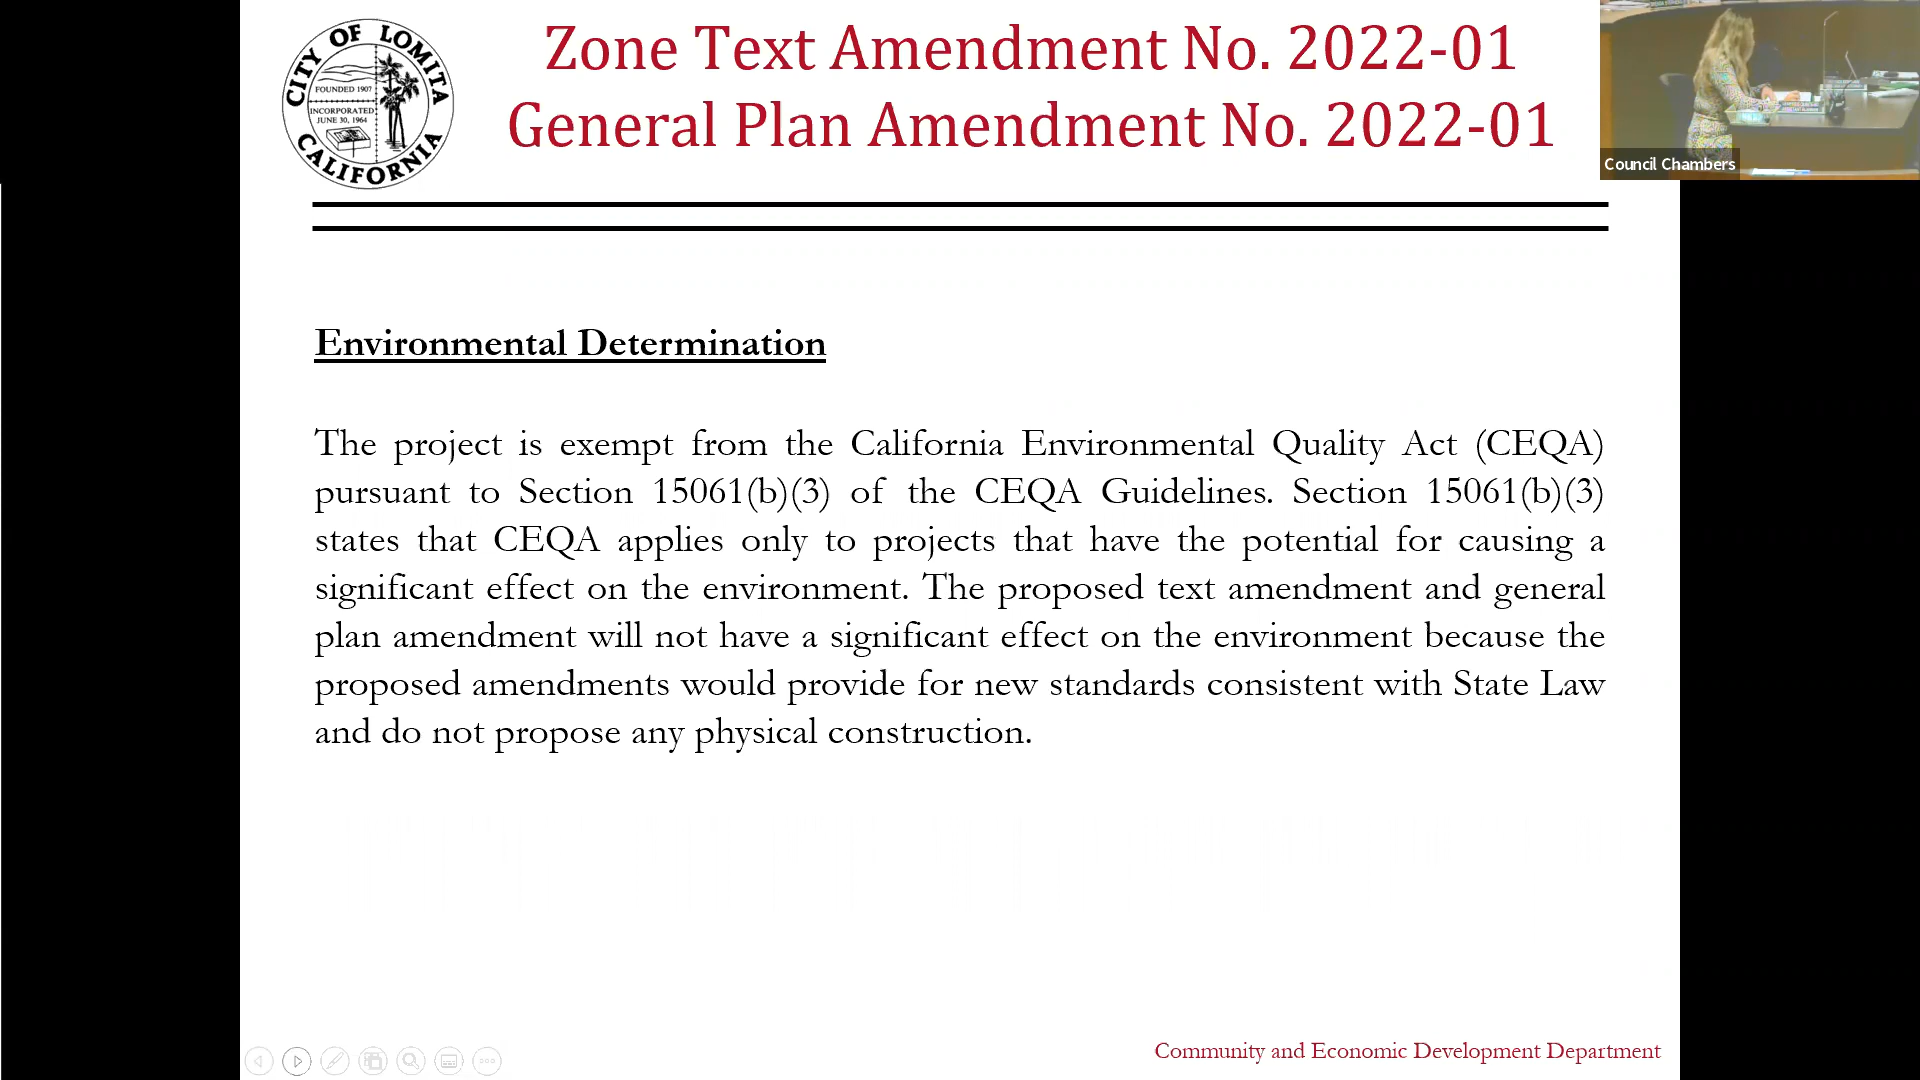 CITY OF LOMITA
FOUNDED 1907
INCORPORATED
JUNE 30, 1964
CALIFORNIA
Zone Text Amendment No. 2022-01
General Plan Amendment No. 2022-01
Council Chambers
Environmental Determination
The project is exempt from the California Environmental Quality Act (CEQA)
pursuant to Section 15061(b)(3) of the CEQA Guidelines. Section 15061(b)(3)
states that CEQA applies only to projects that have the potential for causing a
significant effect on the environment. The proposed text amendment and general
plan amendment will not have a significant effect on the environment because the
proposed amendments would provide for new standards consistent with State Law
and do not propose any physical construction.
Community and Economic Development Department